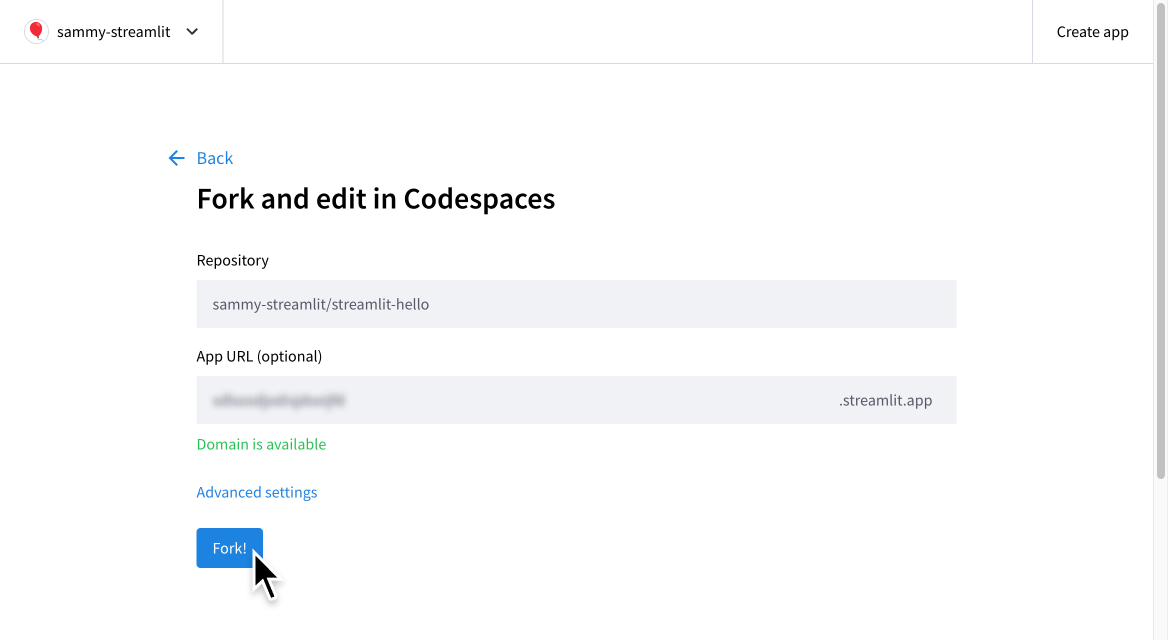 sammy-streamlit
Create app
Back
Fork and edit in Codespaces
Repository
sammy-streamlit/streamlit-hello
App URL (optional)
.streamlit.app
Domain is available
Advanced settings
Fork!